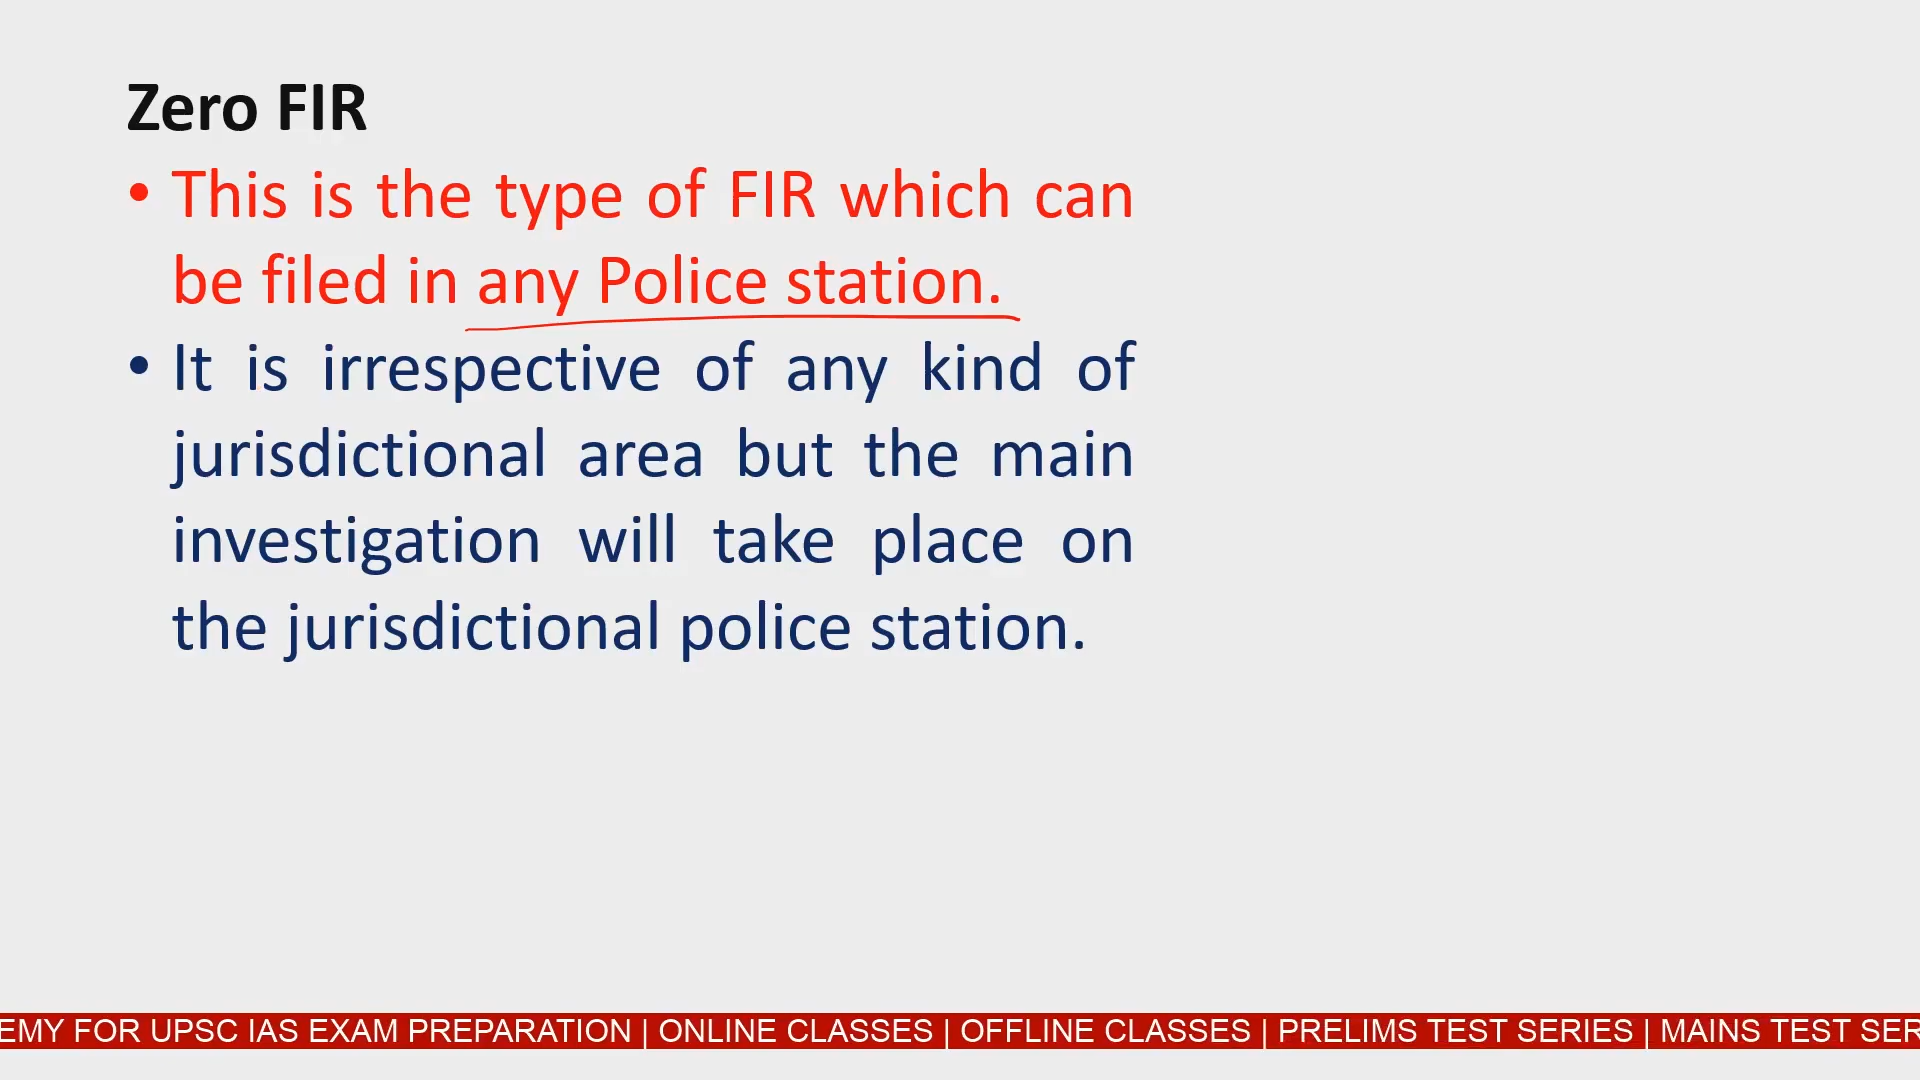 Zero FIR
• This is the type of FIR which can
be filed in any Police station.
• It is irrespective of any kind of
jurisdictional area but the main
investigation will take place on
the jurisdictional police station.
EMY FOR UPSC IAS EXAM PREPARATION | ONLINE CLASSES | OFFLINE CLASSES | PRELIMS TEST SERIES | MAINS TEST SER